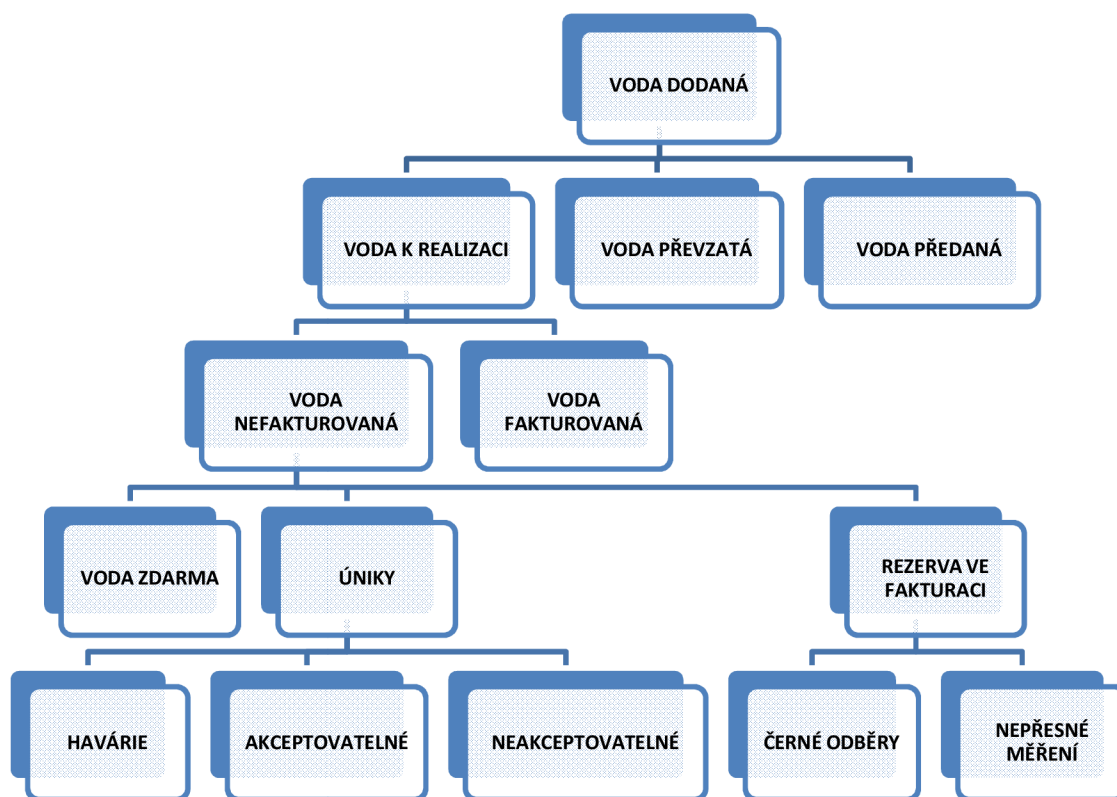 VODA DODANÁ
VODA K REALIZACI
VODA PŘEVZATÁ
VODA PŘEDANÁ
VODA
NEFAKTUROVANÁ
VODA
FAKTUROVANÁ
VODA ZDARMA
ÚNIKY
REZERVA VE
FAKTURACI
HAVÁRIE
AKCEPTOVATELNÉ
NEAKCEPTOVATELNÉ
ČERNÉ ODBĚRY
NEPŘESNÉ
MĚŘENÍ